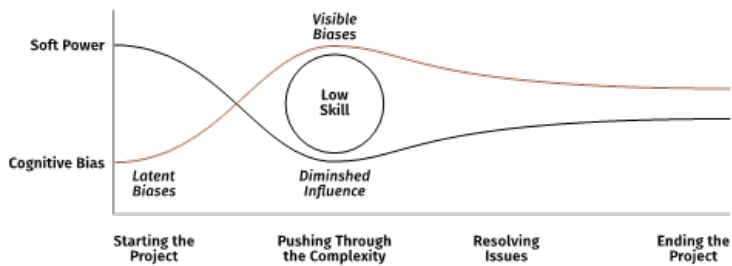 Visible
Biases
Soft Power
Low
Skill
Cognitive Bias
Latent
Biases
Diminshed
Influence
Starting the
Project
Pushing Through
the Complexity
Resolving
Issues
Ending the
Project